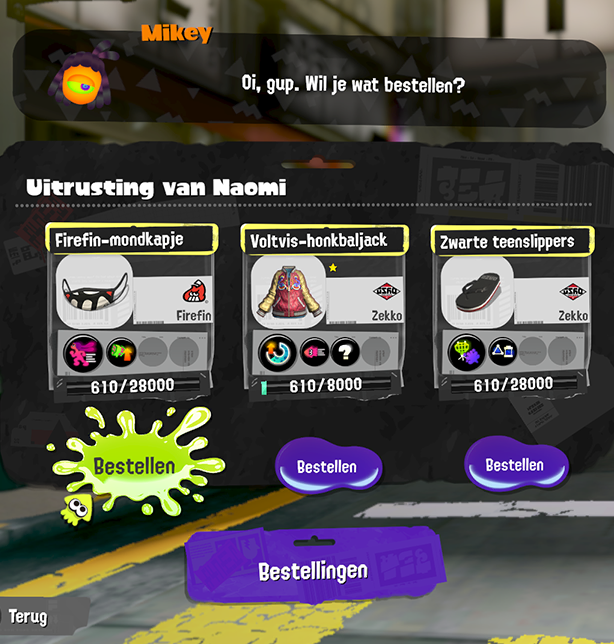 Mikey
Oi, gup. Wil je wat bestellen?
Uitrusting van Naomi
Firefin-mondkapje
Firefin
610/28000
Voltvis-honkbaljack
Zekko
?
610/8000
Zwarte teenslippers
Zekko
610/28000
Bestellen
Bestellen
Bestellen
Bestellingen
Terug